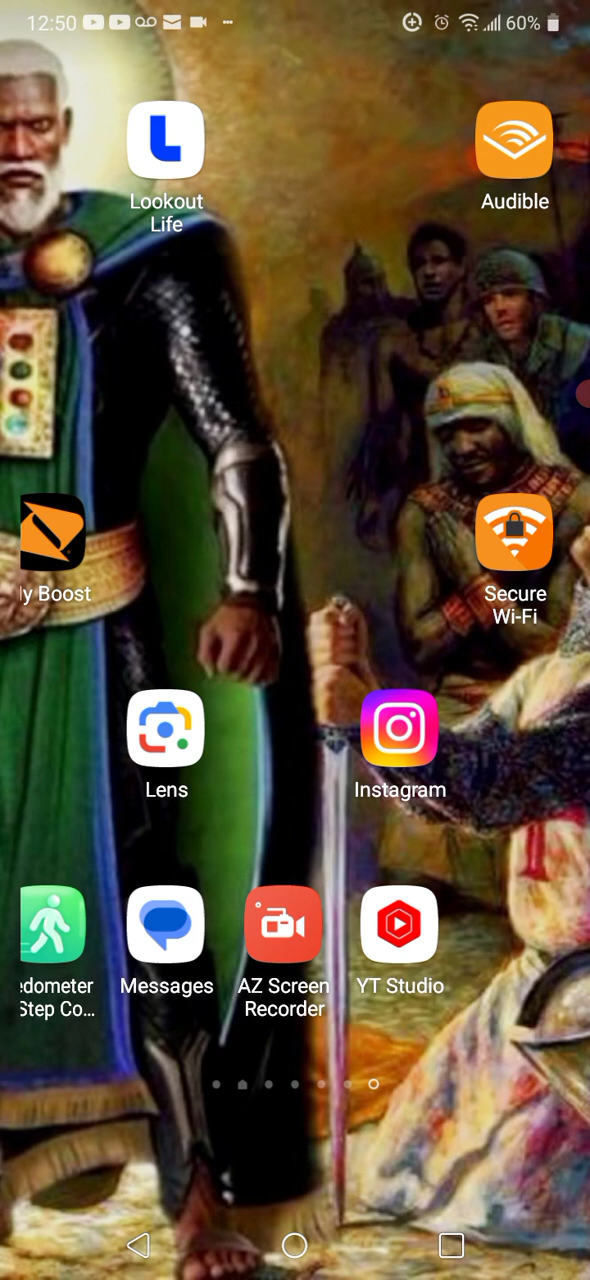 12:50
60%
Lookout
Life
Audible
ly Boost
Secure
Wi-Fi
Lens
Instagram
edometer
Step Co...
Messages
AZ Screen
Recorder
YT Studio